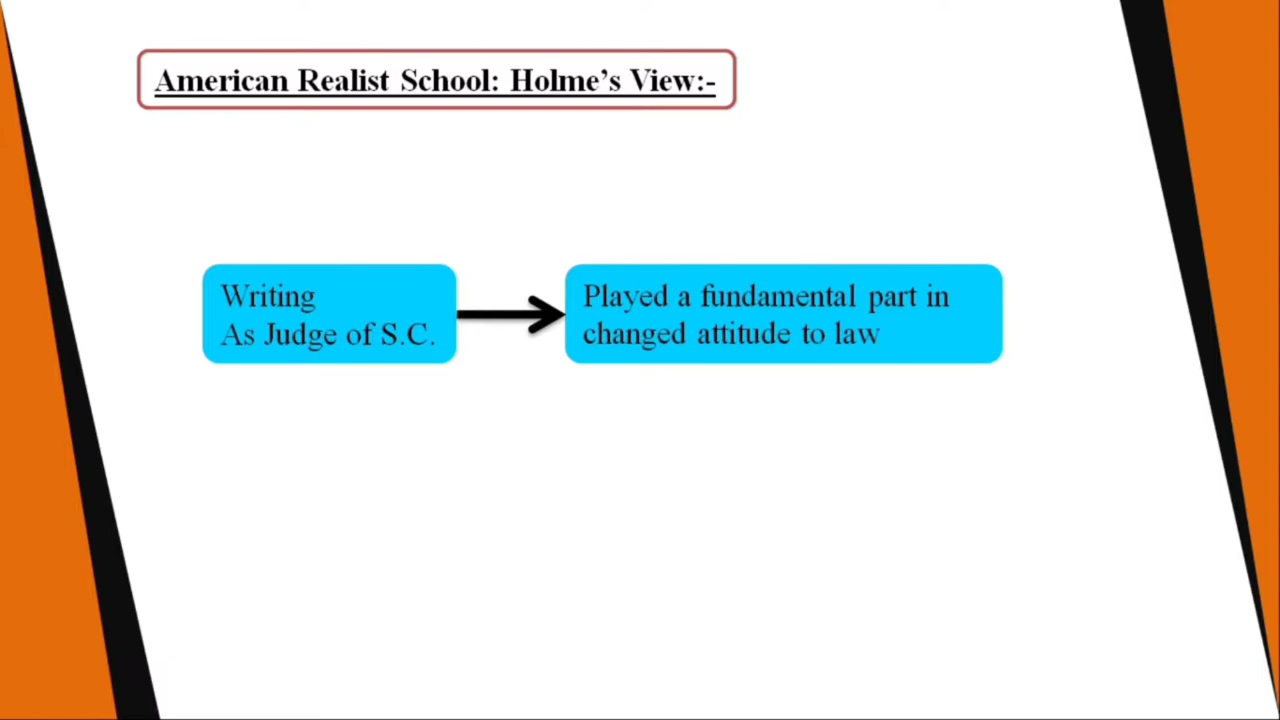 American Realist School: Holme’s View:-
Writing
As Judge of S.C.
Played a fundamental part in
changed attitude to law